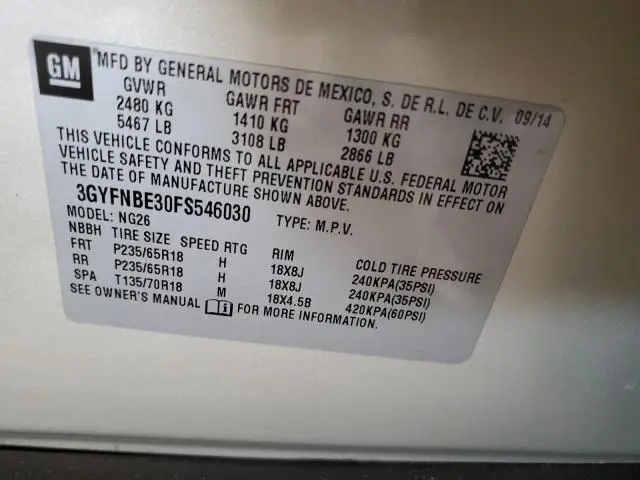 GM
MFD BY GENERAL MOTORS DE MEXICO, S. DE R.L. DE C.V. 09/14
GVWR GAWR FRT GAWR RR
2480 KG 1410 KG 1300 KG
5467 LB 3108 LB 2866 LB
THIS VEHICLE CONFORMS TO ALL APPLICABLE U.S. FEDERAL MOTOR
VEHICLE SAFETY AND THEFT PREVENTION STANDARDS IN EFFECT ON
THE DATE OF MANUFACTURE SHOWN ABOVE.
3GYFNBE30FS546030 TYPE: M.P.V.
MODEL: NG26
NBBH TIRE SIZE SPEED RTG RIM COLD TIRE PRESSURE
FRT P235/65R18 H 18X8J 240KPA(35PSI)
RR P235/65R18 H 18X8J 240KPA(35PSI)
SPA T135/70R18 M 18X4.5B 420KPA(60PSI)
SEE OWNER'S MANUAL i FOR MORE INFORMATION.